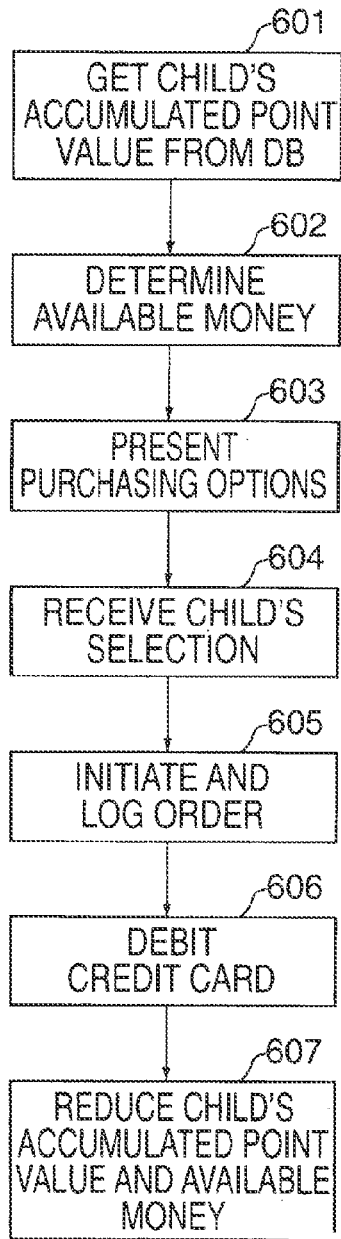 601
GET CHILD'S
ACCUMULATED POINT
VALUE FROM DB
602
DETERMINE
AVAILABLE MONEY
603
PRESENT
PURCHASING OPTIONS
604
RECEIVE CHILD'S
SELECTION
605
INITIATE AND
LOG ORDER
606
DEBIT
CREDIT CARD
607
REDUCE CHILD'S
ACCUMULATED POINT
VALUE AND AVAILABLE
MONEY